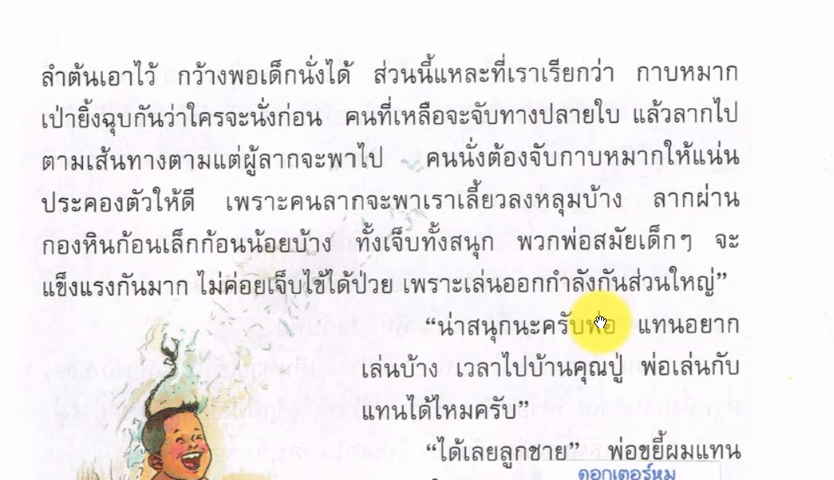 ลำต้นเอาไว้ กว้างพอเด็กนั่งได้ ส่วนนี้แหละที่เราเรียกว่า กาบหมาก
เป่ายิ้งฉุบกันว่าใครจะนั่งก่อน คนที่เหลือจะจับทางปลายใบ แล้วลากไป
ตามเส้นทางตามแต่ผู้ลากจะพาไป คนนั่งต้องจับกาบหมากให้แน่น
ประคองตัวให้ดี เพราะคนลากจะพาเราเลี้ยวลงหลุมบ้าง ลากผ่าน
กองหินก้อนเล็กก้อนน้อยบ้าง ทั้งเจ็บทั้งสนุก พวกพ่อสมัยเด็กๆ จะ
แข็งแรงกันมาก ไม่ค่อยเจ็บไข้ได้ป่วย เพราะเล่นออกกำลังกันส่วนใหญ่”
“น่าสนุกนะครับพ่อ แทนอยาก
เล่นบ้าง เวลาไปบ้านคุณปู่ พ่อเล่นกับ
แทนได้ไหมครับ”
“ได้เลยลูกชาย” พ่อขยี้ผมแทน
ดอกเตอร์หมู